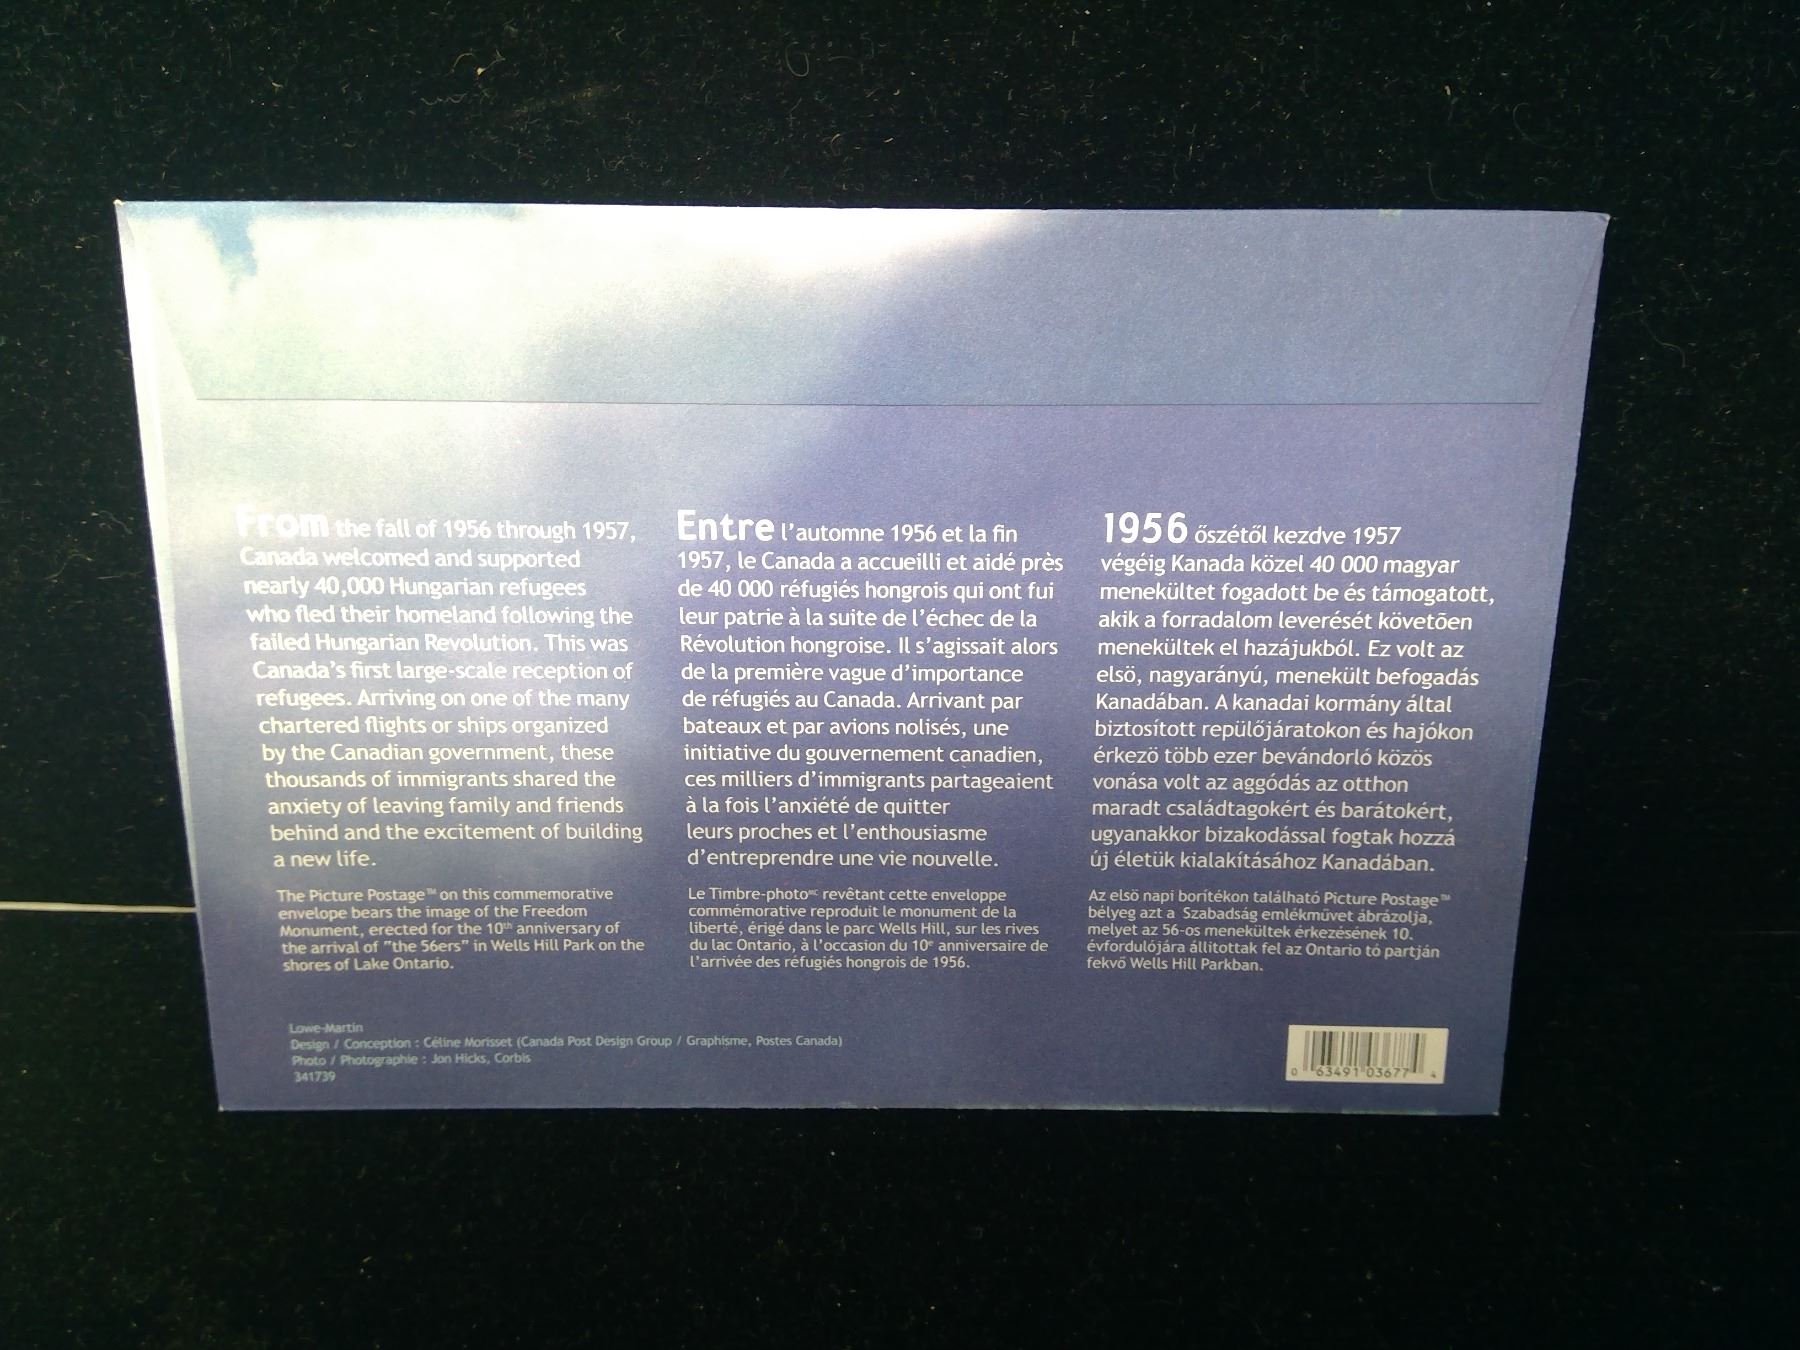 From the fall of 1956 through 1957,
Canada welcomed and supported
nearly 40,000 Hungarian refugees
who fled their homeland following the
failed Hungarian Revolution. This was
Canada's first large-scale reception of
refugees. Arriving on one of the many
chartered flights or ships organized
by the Canadian government, these
thousands of immigrants shared the
anxiety of leaving family and friends
behind and the excitement of building
a new life.
The Picture Postage™ on this commemorative
envelope bears the image of the Freedom
Monument, erected for the 10th anniversary of
the arrival of "the 56ers" in Wells Hill Park on the
shores of Lake Ontario.
Entre l'automne 1956 et la fin
1957, le Canada a accueilli et aidé près
de 40 000 réfugiés hongrois qui ont fui
leur patrie à la suite de l'échec de la
Révolution hongroise. Il s'agissait alors
de la première vague d'importance
de réfugiés au Canada. Arrivant par
bateaux et par avions nolisés, une
initiative du gouvernement canadien,
ces milliers d'immigrants partageaient
à la fois l'anxiété de quitter
leurs proches et l'enthousiasme
d'entreprendre une vie nouvelle.
Le Timbre-photoMC revêtant cette enveloppe
commémorative reproduit le monument de la
liberté, érigé dans le parc Wells Hill, sur les rives
du lac Ontario, à l'occasion du 10e anniversaire de
l'arrivée des réfugiés hongrois de 1956.
1956 őszétől kezdve 1957
végéig Kanada közel 40 000 magyar
menekültet fogadott be és támogatott,
akik a forradalom leverését követõen
menekültek el hazájukból. Ez volt az
elsö, nagyarányú, menekült befogadás
Kanadában. A kanadai kormány által
biztosított repülőjáratokon és hajókon
érkezö több ezer bevándorló közös
vonása volt az aggódás az otthon
maradt családtagokért és barátokért,
ugyanakkor bizakodással fogtak hozzá
új életük kialakításához Kanadában.
Az elsö napi borítékon található Picture Postage™
bélyeg azt a Szabadság emlékművet ábrázolja,
melyet az 56-os menekültek érkezésének 10.
évfordulójára állítottak fel az Ontario tó partján
fekvő Wells Hill Parkban.
Lowe-Martin
Design / Conception : Céline Morisset (Canada Post Design Group / Graphisme, Postes Canada)
Photo / Photographie : Jon Hicks, Corbis
341739
0 63491 03677 4